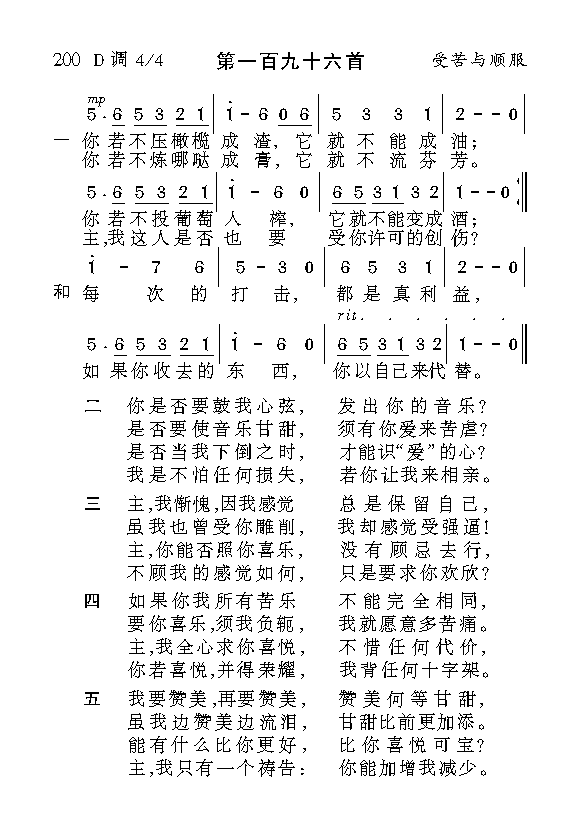 200 D 调 4/4 第一百九十六首 受苦与顺服
mp
5·6 5 3 2 1 | 1 - 6 0 6 | 5 3 3 1 | 2 - - 0 |
一 你若不压橄榄成渣，它就不能成油；
你若不炼哪哒成膏，它就不流芬芳。
5·6 5 3 2 1 | 1 - 6 0 | 6 5 3 1 3 2 | 1 - - 0
你若不投葡萄入榨，它就不能变成酒；
主，我这人是否也要受你许可的创伤？
1 - 7 6 | 5 - 3 0 | 6 5 3 1 | 2 - - 0 |
和 每次的打击，都是真利益，
rit. . . . . .
5·6 5 3 2 1 | 1 - 6 0 | 6 5 3 1 3 2 | 1 - - 0
如果你收去的东西，你以自己来代替。
二 你是否要鼓我心弦， 发出你的音乐？
是否要使音乐甘甜， 须有你爱来苦虐？
是否当我下倒之时， 才能识“爱”的心？
我是不怕任何损失， 若你让我来相亲。
三 主，我惭愧，因我感觉 总是保留自己，
虽我也曾受你雕削， 我却感觉受强逼！
主，你能否照你喜乐， 没有顾忌去行，
不顾我的感觉如何， 只是要求你欢欣？
四 如果你我所有苦乐 不能完全相同，
要你喜乐，须我负轭， 我就愿意多苦痛。
主，我全心求你喜悦， 不惜任何代价，
你若喜悦，并得荣耀， 我背任何十字架。
五 我要赞美，再要赞美， 赞美何等甘甜，
虽我边赞美边流泪， 甘甜比前更加添。
能有什么比你更好， 比你喜悦可宝？
主，我只有一个祷告： 你能加增我减少。